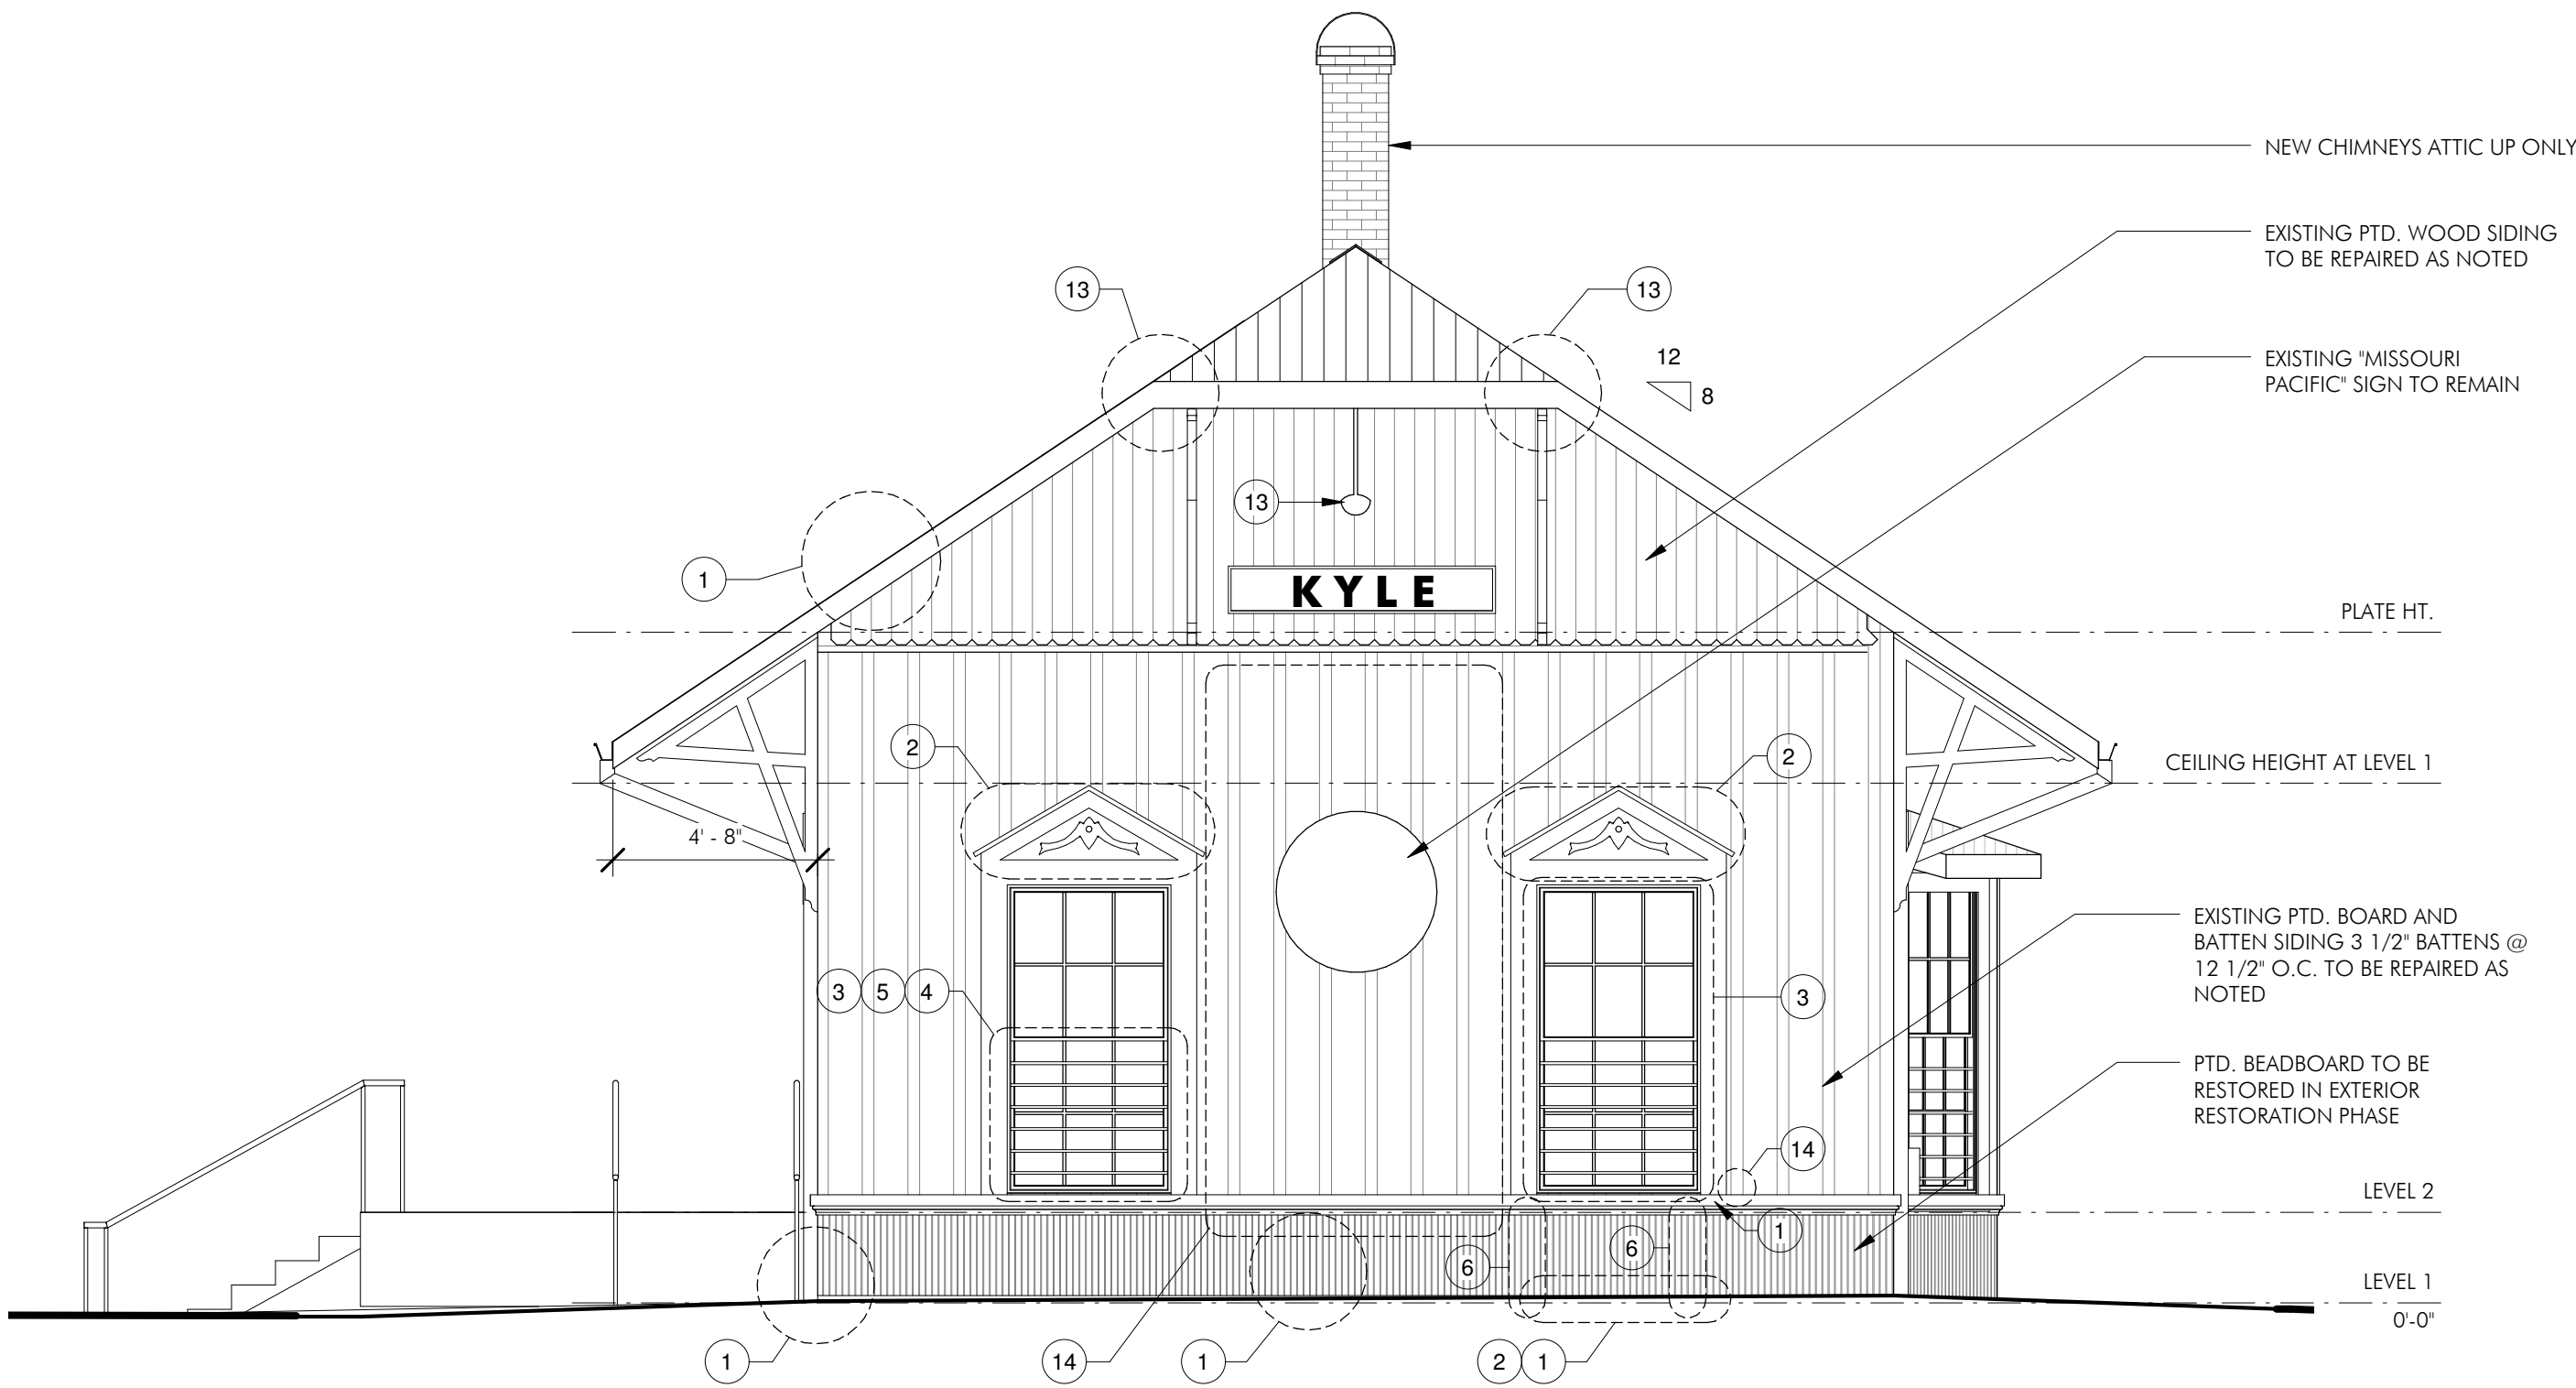 NEW CHIMNEYS ATTIC UP ONLY
EXISTING PTD. WOOD SIDING
TO BE REPAIRED AS NOTED
13
13
12
8
EXISTING "MISSOURI
PACIFIC" SIGN TO REMAIN
13
1
KYLE
PLATE HT.
2
2
CEILING HEIGHT AT LEVEL 1
4' - 8"
EXISTING PTD. BOARD AND
BATTEN SIDING 3 1/2" BATTENS @
12 1/2" O.C. TO BE REPAIRED AS
NOTED
3 5 4
3
PTD. BEADBOARD TO BE
RESTORED IN EXTERIOR
RESTORATION PHASE
14
LEVEL 2
1
6
6
LEVEL 1
0'-0"
1
14
1
2 1